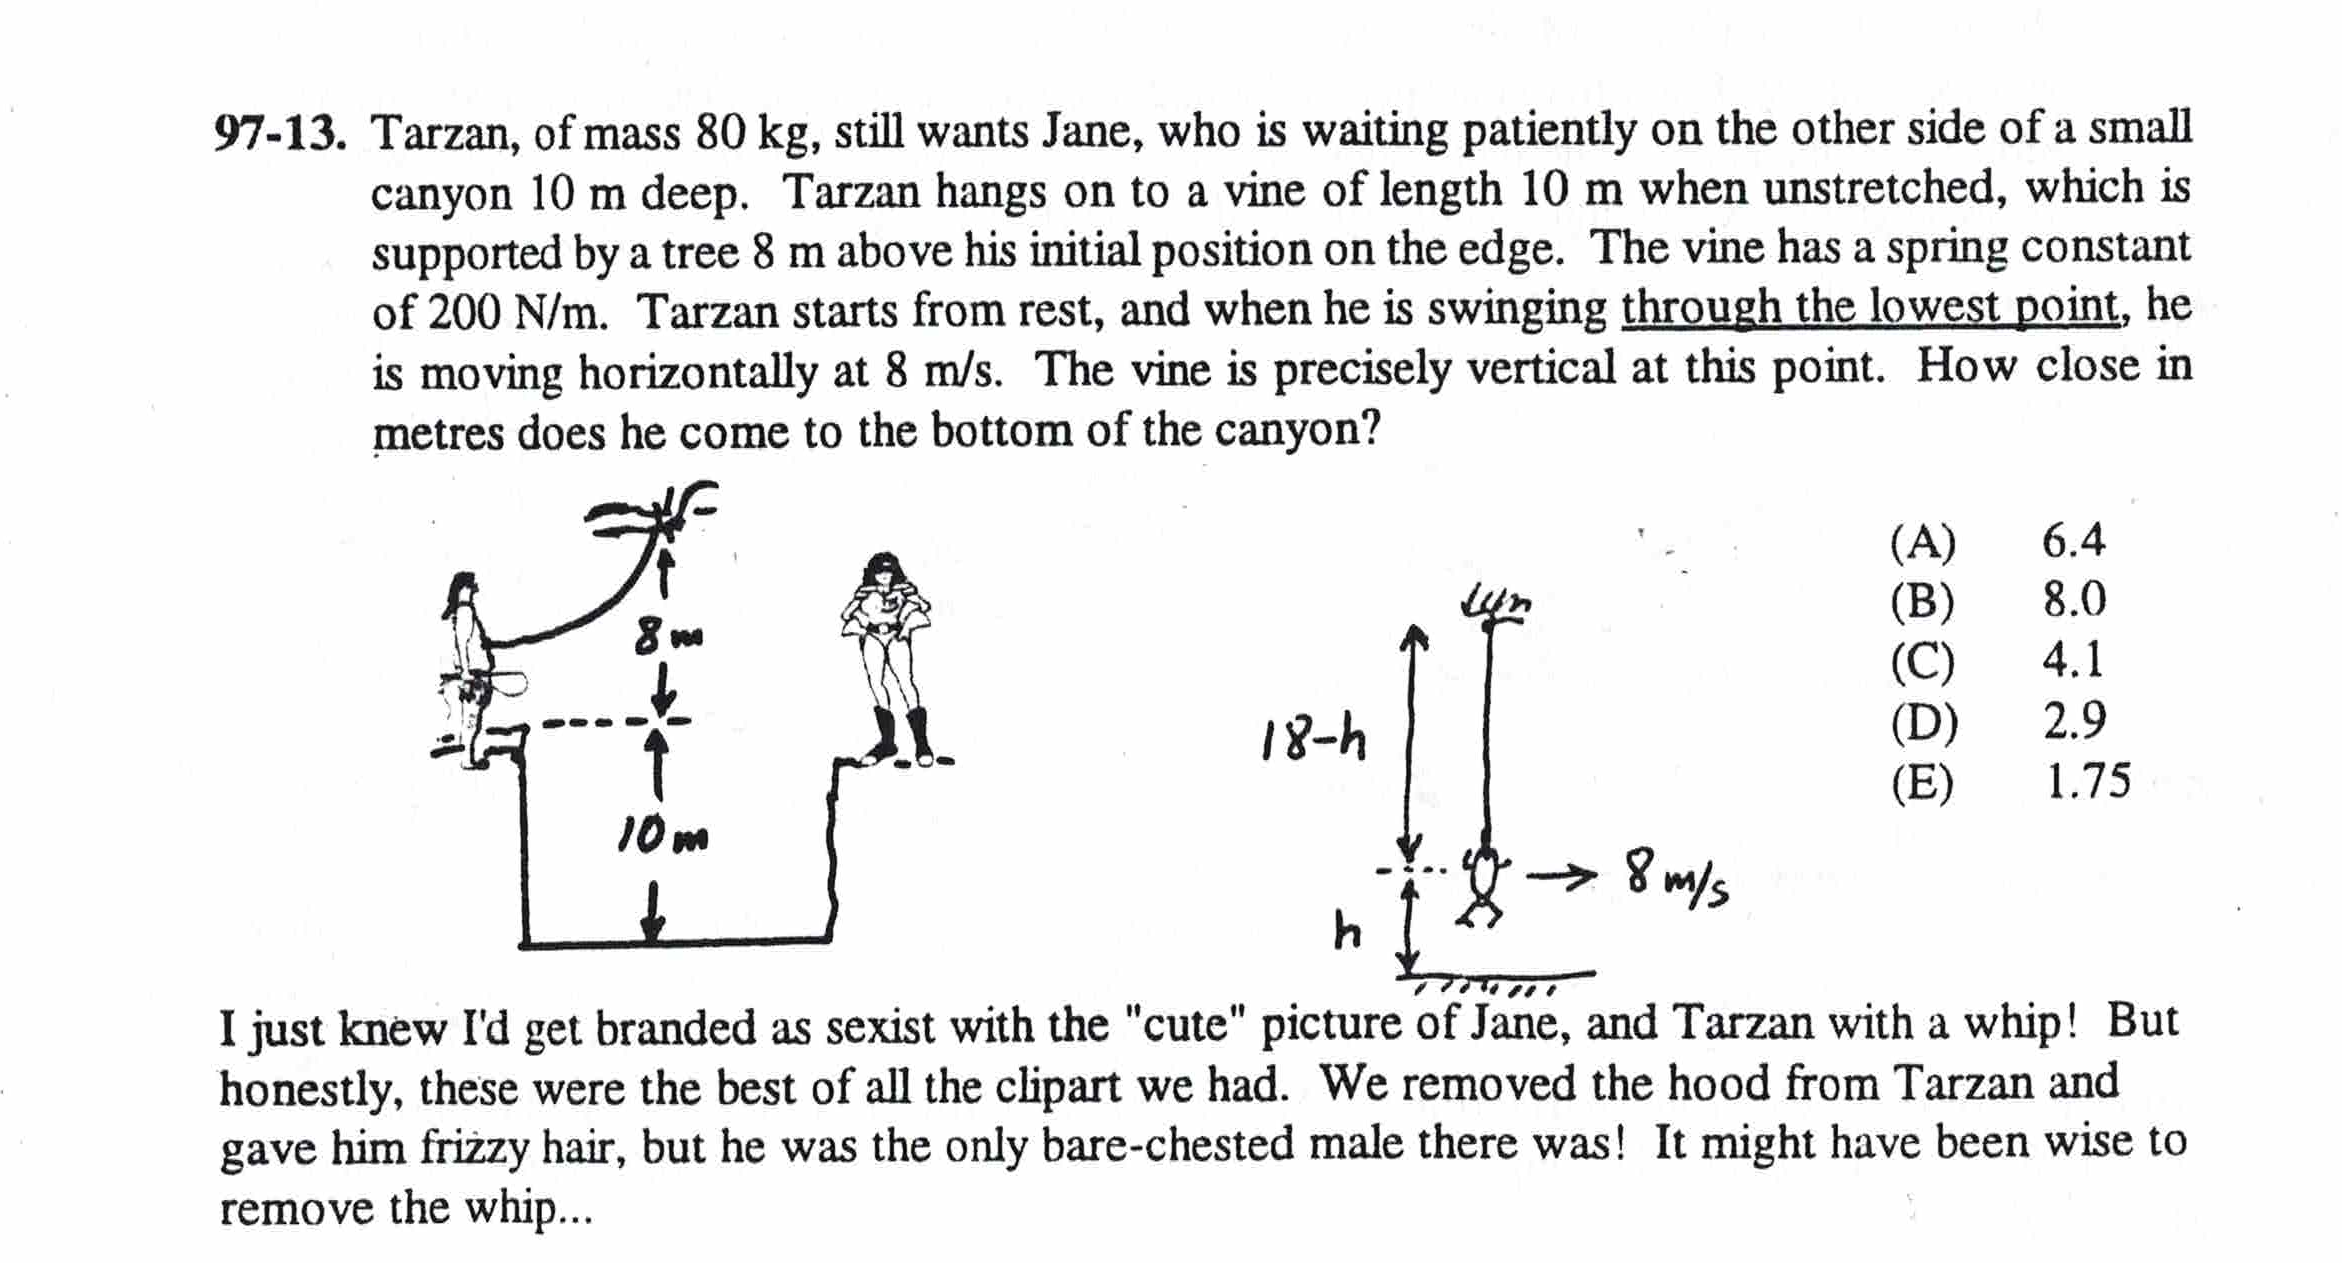 97-13. Tarzan, of mass 80 kg, still wants Jane, who is waiting patiently on the other side of a small
canyon 10 m deep. Tarzan hangs on to a vine of length 10 m when unstretched, which is
supported by a tree 8 m above his initial position on the edge. The vine has a spring constant
of 200 N/m. Tarzan starts from rest, and when he is swinging through the lowest point, he
is moving horizontally at 8 m/s. The vine is precisely vertical at this point. How close in
metres does he come to the bottom of the canyon?
8 m
10 m
18-h
8 m/s
h
(A) 6.4
(B) 8.0
(C) 4.1
(D) 2.9
(E) 1.75
I just knew I'd get branded as sexist with the "cute" picture of Jane, and Tarzan with a whip! But
honestly, these were the best of all the clipart we had. We removed the hood from Tarzan and
gave him frizzy hair, but he was the only bare-chested male there was! It might have been wise to
remove the whip...